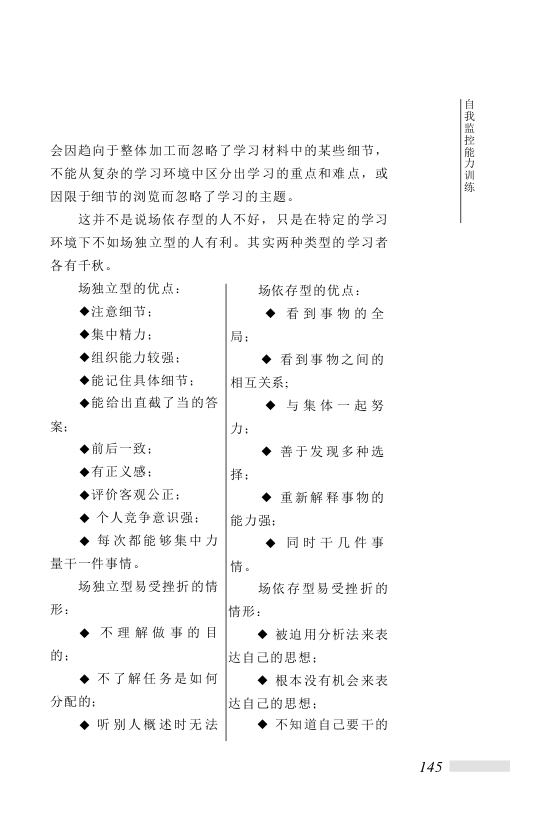 自我监控能力训练
会因趋向于整体加工而忽略了学习材料中的某些细节，
不能从复杂的学习环境中区分出学习的重点和难点，或
因限于细节的浏览而忽略了学习的主题。
这并不是说场依存型的人不好，只是在特定的学习
环境下不如场独立型的人有利。其实两种类型的学习者
各有千秋。
场独立型的优点：
◆注意细节；
◆集中精力；
◆组织能力较强；
◆能记住具体细节；
◆能给出直截了当的答
案；
◆前后一致；
◆有正义感；
◆评价客观公正；
◆ 个人竞争意识强；
◆ 每次都能够集中力
量干一件事情。
场独立型易受挫折的情
形：
◆ 不理解做事的目
的；
◆ 不了解任务是如何
分配的；
◆ 听别人概述时无法
场依存型的优点：
◆ 看到事物的全
局；
◆ 看到事物之间的
相互关系；
◆ 与集体一起努
力；
◆ 善于发现多种选
择；
◆ 重新解释事物的
能力强；
◆ 同时干几件事
情。
场依存型易受挫折的
情形：
◆ 被迫用分析法来表
达自己的思想；
◆ 根本没有机会来表
达自己的思想；
◆ 不知道自己要干的
145